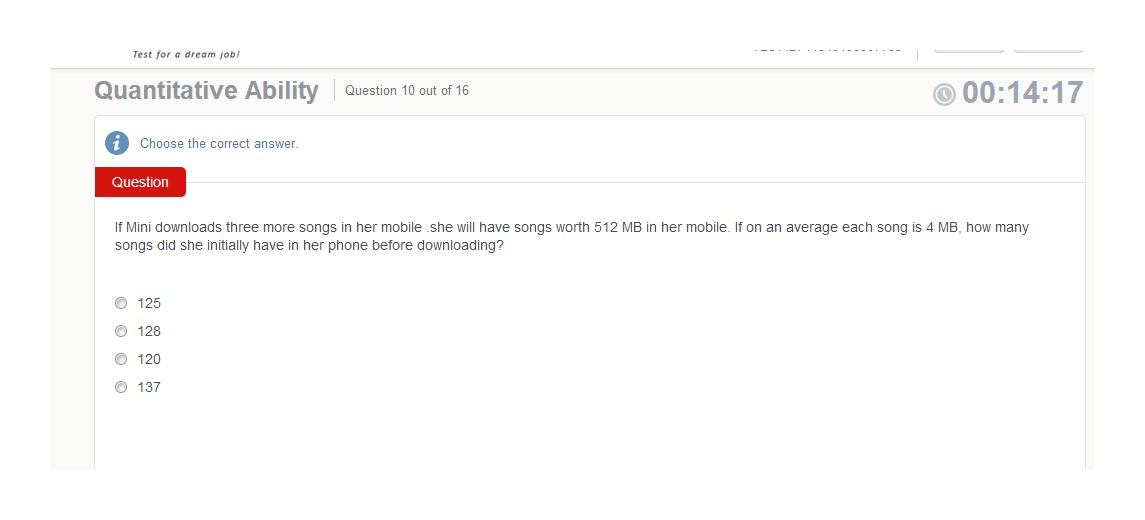 Test for a dream job!
Quantitative Ability
Question 10 out of 16
00:14:17
Choose the correct answer.
Question
If Mini downloads three more songs in her mobile .she will have songs worth 512 MB in her mobile. If on an average each song is 4 MB, how many
songs did she initially have in her phone before downloading?
125
128
120
137